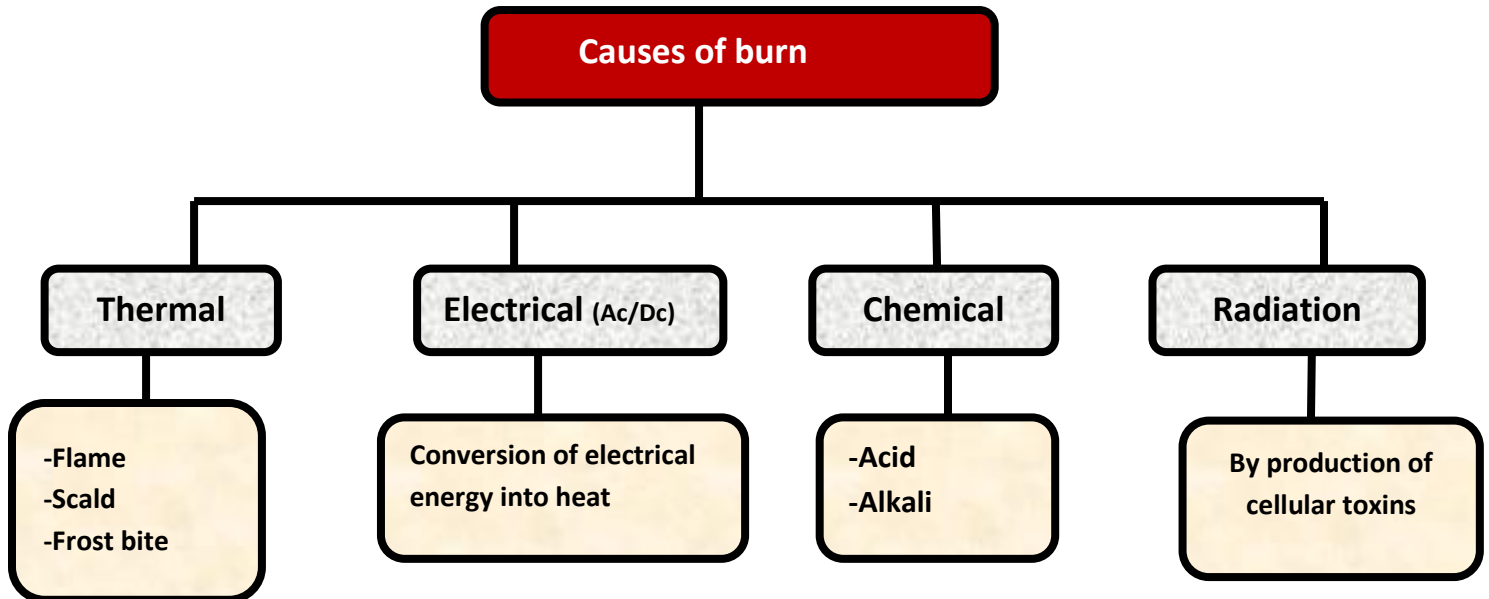 Causes of burn
Thermal
Electrical (Ac/Dc)
Chemical
Radiation
-Flame
-Scald
-Frost bite
Conversion of electrical
energy into heat
-Acid
-Alkali
By production of
cellular toxins